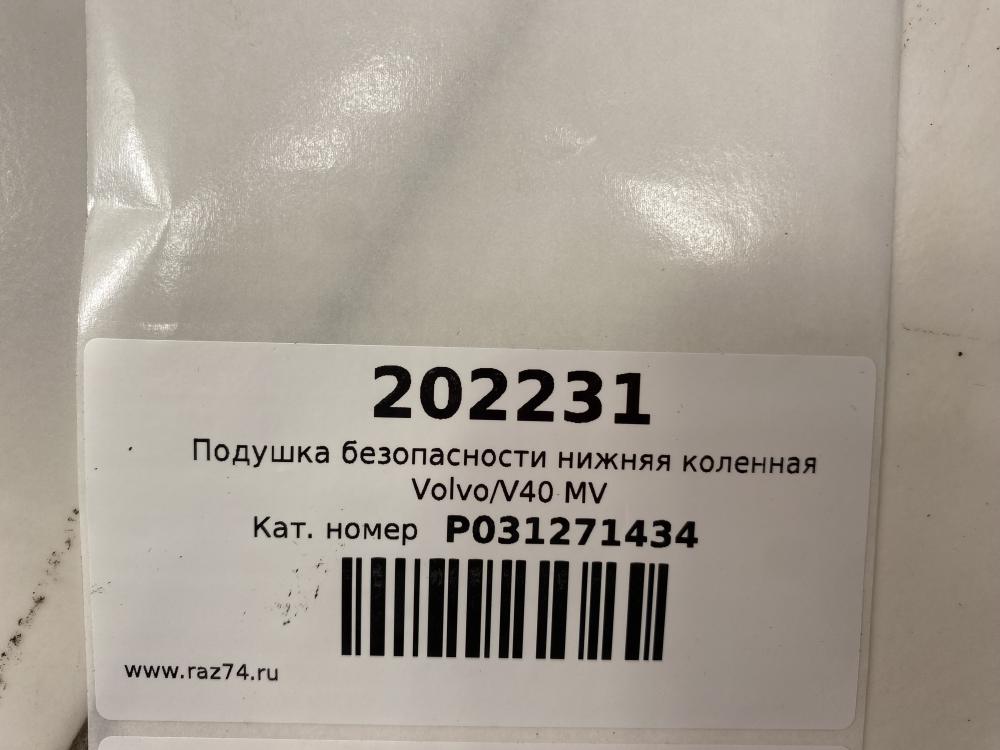 202231
Подушка безопасности нижняя коленная
Volvo/V40 MV
Кат. номер P031271434
www.raz74.ru